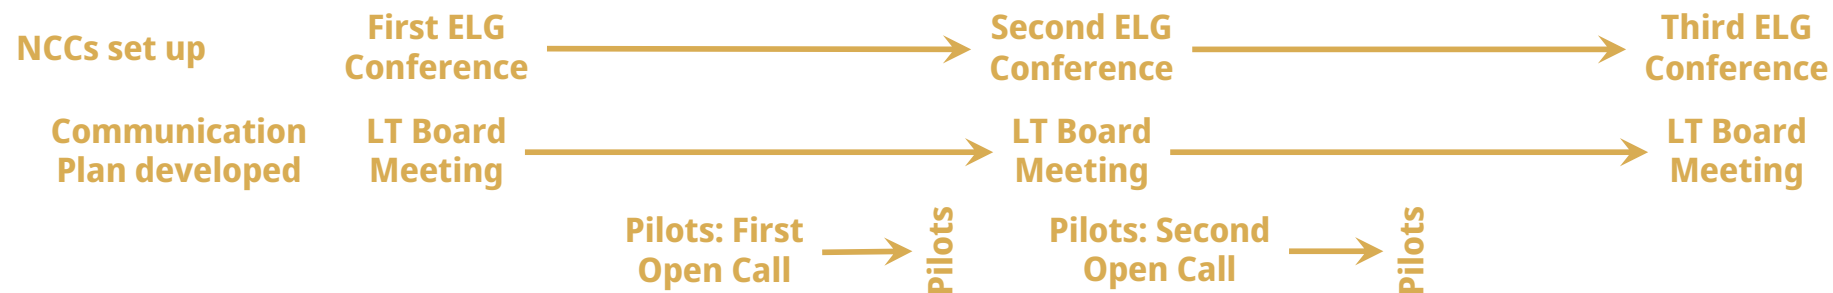 NCCs set up
First ELG
Conference
Second ELG
Conference
Third ELG
Conference
Communication
Plan developed
LT Board
Meeting
LT Board
Meeting
LT Board
Meeting
Pilots: First
Open Call
Pilots
Pilots: Second
Open Call
Pilots